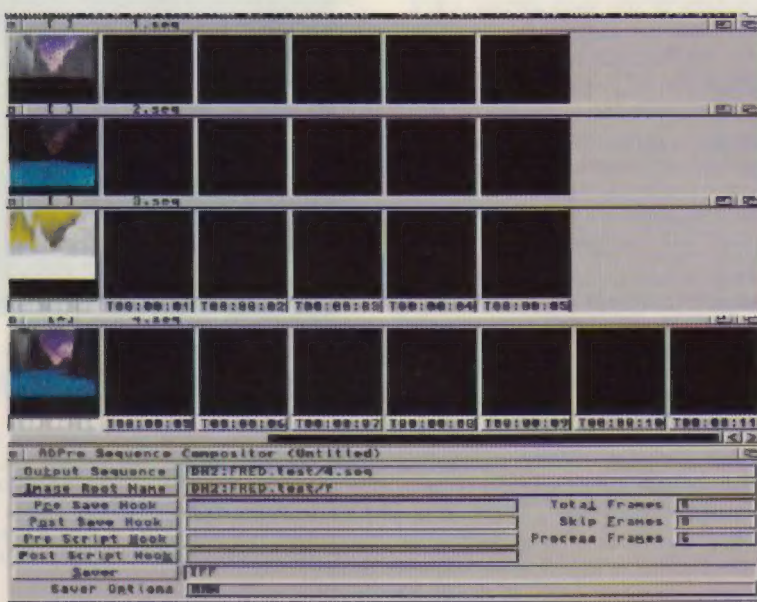 [ ] 1.seq
[ ] 2.seq
[ ] 3.seq
T00:00:01 T00:00:02 T00:00:03 T00:00:04 T00:00:05
4.seq
T00:00:05 T00:00:06 T00:00:07 T00:00:08 T00:00:09 T00:00:10 T00:00:11
ADPro Sequence Compositor (Untitled)
Output Sequence DH2:FRED.test/4.seq
Image Root Name DH2:FRED.test/F
Pre Save Hook Total Frames
Post Save Hook Skip Frames
Pre Script Hook Process Frames
Post Script Hook
Saver IFF
Saver Options RAW